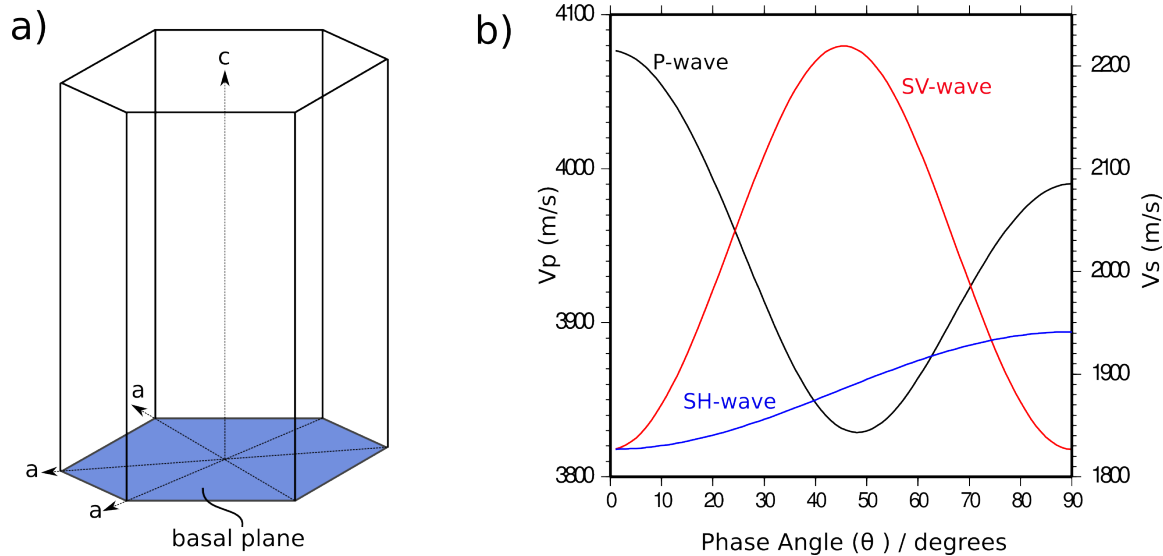 a)
c
a
a
a
basal plane
b)
4100
4000
3900
3800
Vp (m/s)
P-wave
SV-wave
SH-wave
2200
2100
2000
1900
1800
Vs (m/s)
0 10 20 30 40 50 60 70 80 90
Phase Angle (θ ) / degrees